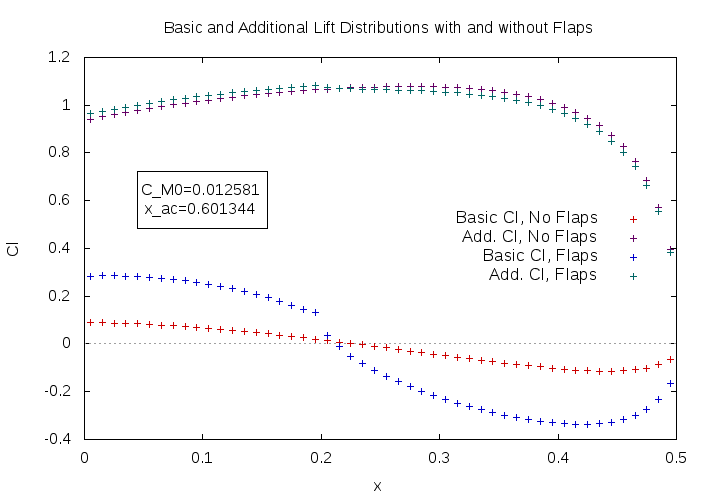 Basic and Additional Lift Distributions with and without Flaps
1.2
1
0.8
0.6
0.4
0.2
0
-0.2
-0.4
Cl
C_M0=0.012581
x_ac=0.601344
Basic Cl, No Flaps
Add. Cl, No Flaps
Basic Cl, Flaps
Add. Cl, Flaps
0 0.1 0.2 0.3 0.4 0.5
x